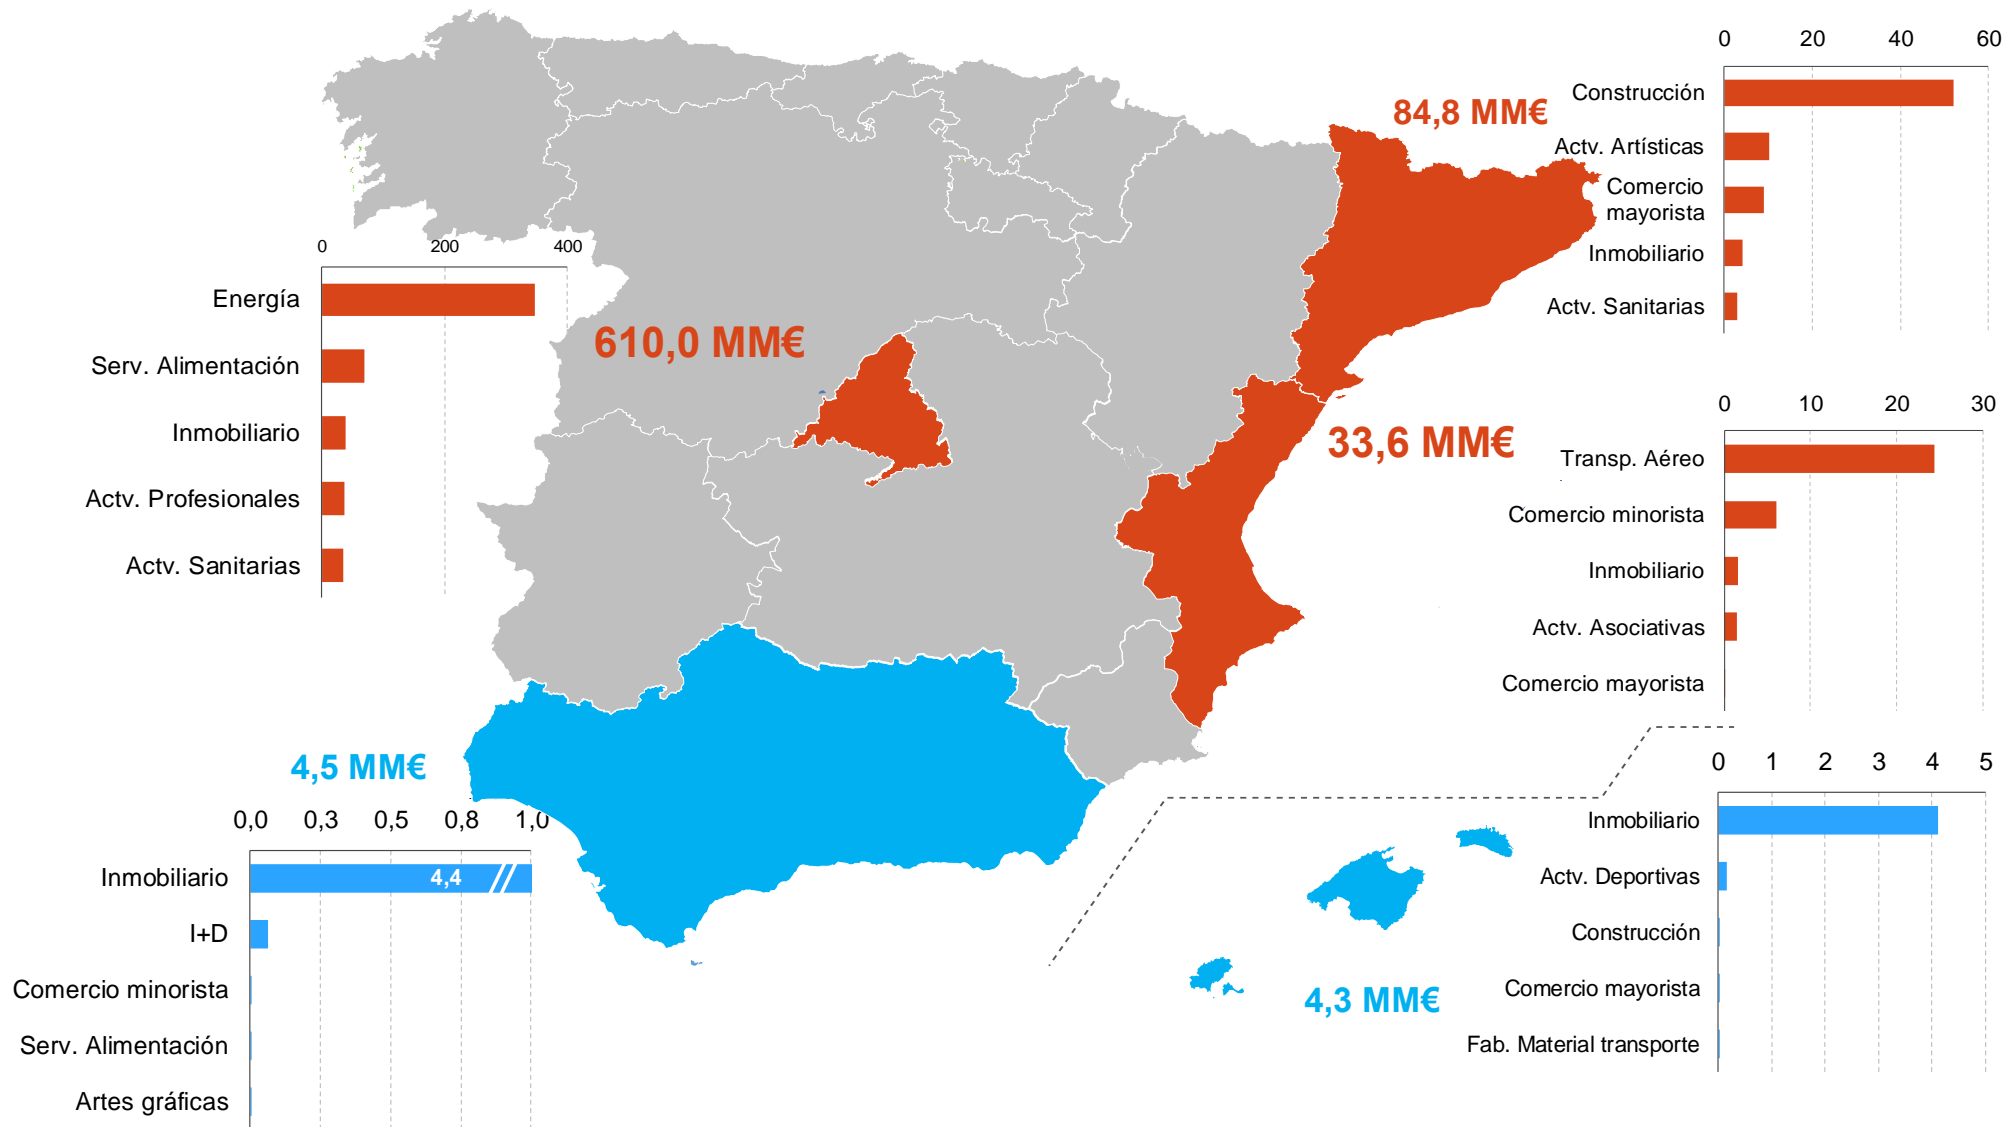 0 20 40 60
84,8 MM€
Construcción
Actv. Artísticas
Comercio
mayorista
Inmobiliario
Actv. Sanitarias
0 200 400
Energía
Serv. Alimentación
Inmobiliario
Actv. Profesionales
Actv. Sanitarias
610,0 MM€
33,6 MM€
0 10 20 30
Transp. Aéreo
Comercio minorista
Inmobiliario
Actv. Asociativas
Comercio mayorista
4,5 MM€
0,0 0,3 0,5 0,8 1,0
Inmobiliario
4,4
I+D
Comercio minorista
Serv. Alimentación
Artes gráficas
0 1 2 3 4 5
Inmobiliario
Actv. Deportivas
Construcción
Comercio mayorista
Fab. Material transporte
4,3 MM€